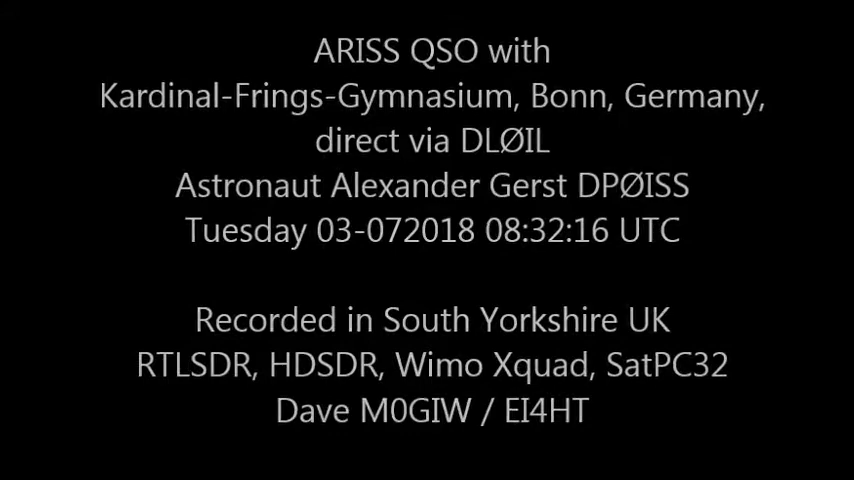 ARISS QSO with
Kardinal-Frings-Gymnasium, Bonn, Germany,
direct via DLØIL
Astronaut Alexander Gerst DPØISS
Tuesday 03-072018 08:32:16 UTC
Recorded in South Yorkshire UK
RTLSDR, HDSDR, Wimo Xquad, SatPC32
Dave M0GIW / EI4HT